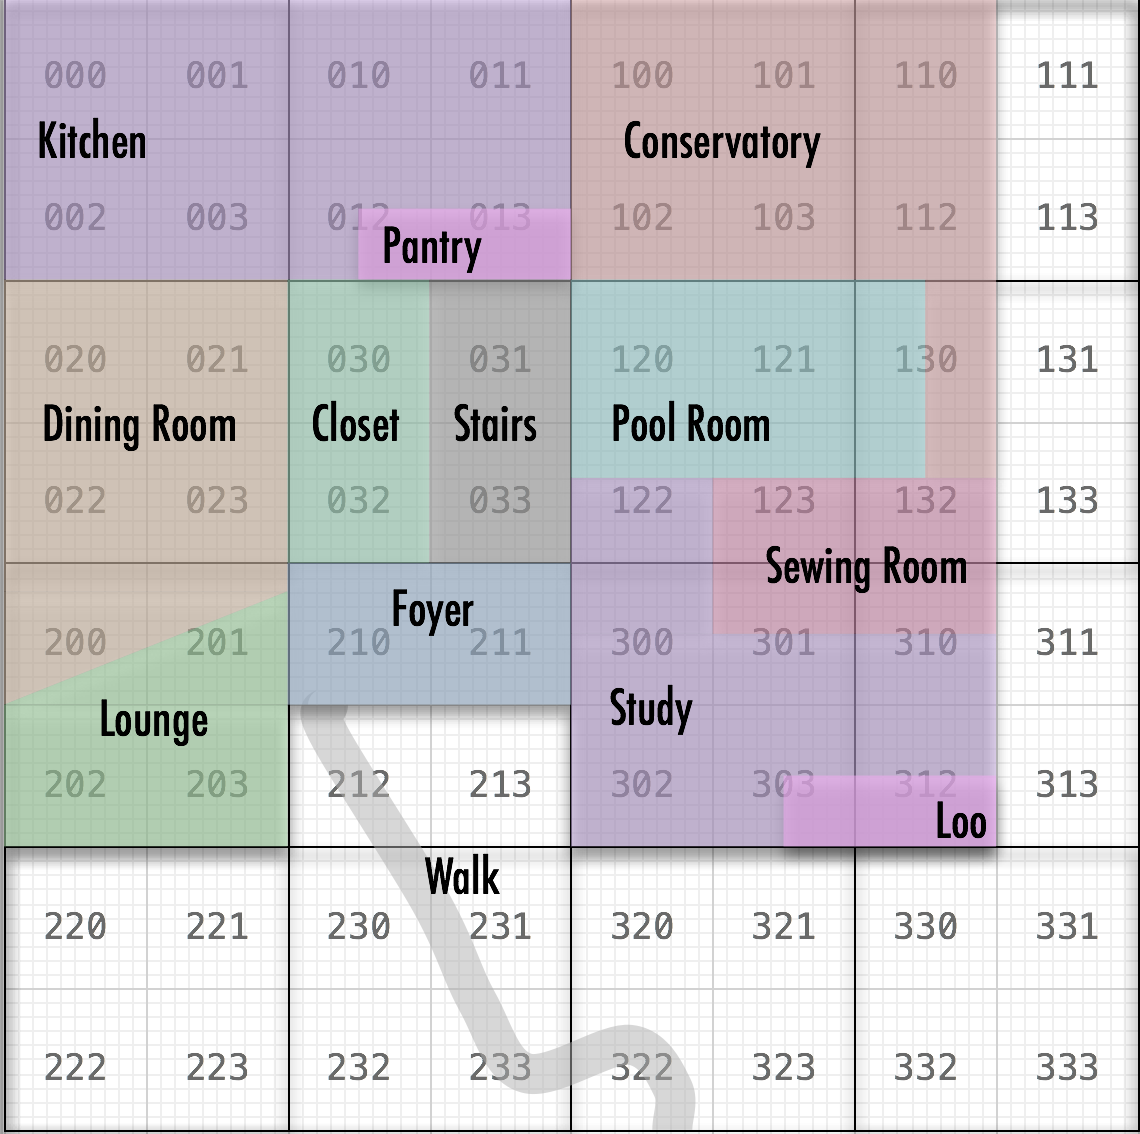 000 001 010 011 100 101 110 111
Kitchen Conservatory
002 003 012 013 102 103 112 113
Pantry
020 021 030 031 120 121 130 131
Dining Room Closet Stairs Pool Room
022 023 032 033 122 123 132 133
Sewing Room
Foyer
200 201 210 211 300 301 310 311
Lounge Study
202 203 212 213 302 303 312 313
Loo
Walk
220 221 230 231 320 321 330 331
222 223 232 233 322 323 332 333